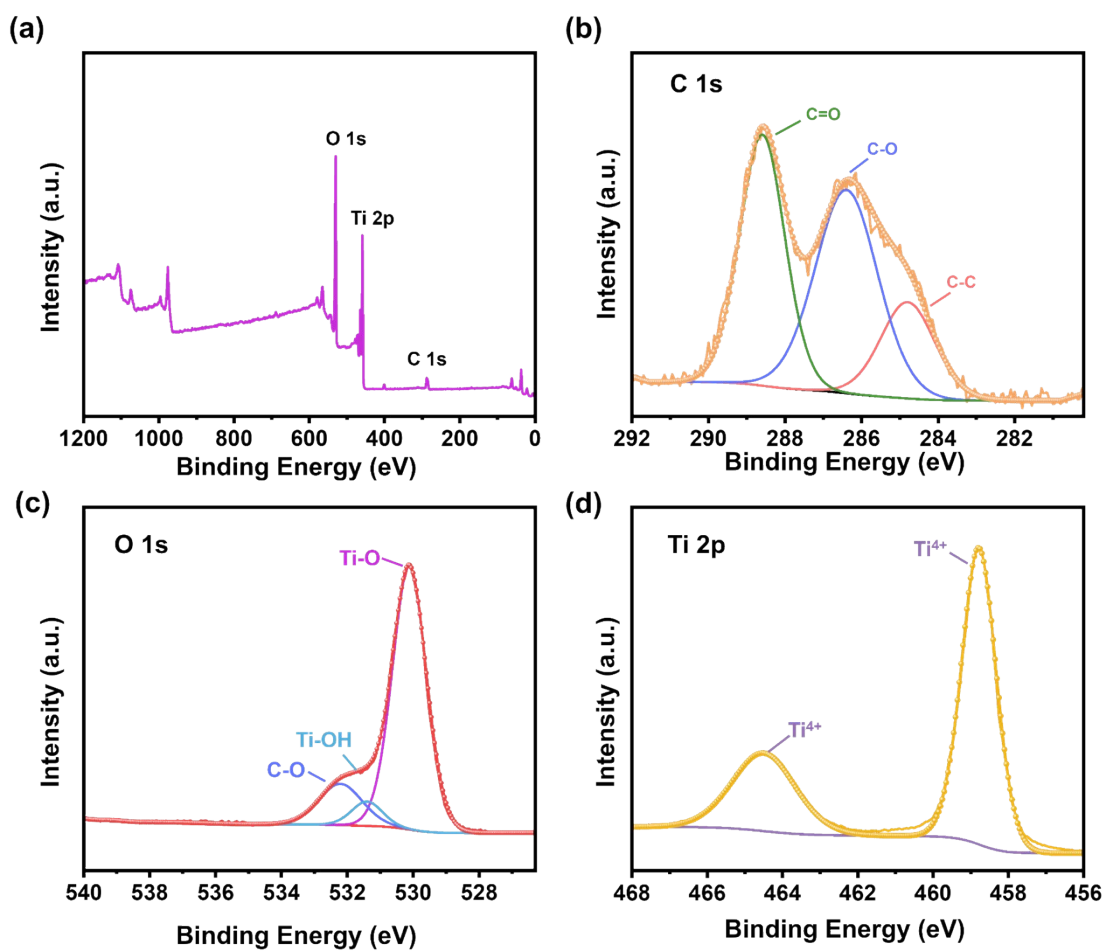 (a)
O 1s
Ti 2p
C 1s
Intensity (a.u.)
1200 1000 800 600 400 200 0
Binding Energy (eV)
(b)
C 1s
C=O
C-O
C-C
Intensity (a.u.)
292 290 288 286 284 282
Binding Energy (eV)
(c)
O 1s
Ti-O
Ti-OH
C-O
Intensity (a.u.)
540 538 536 534 532 530 528
Binding Energy (eV)
(d)
Ti 2p
Ti⁴⁺
Ti⁴⁺
Intensity (a.u.)
468 466 464 462 460 458 456
Binding Energy (eV)